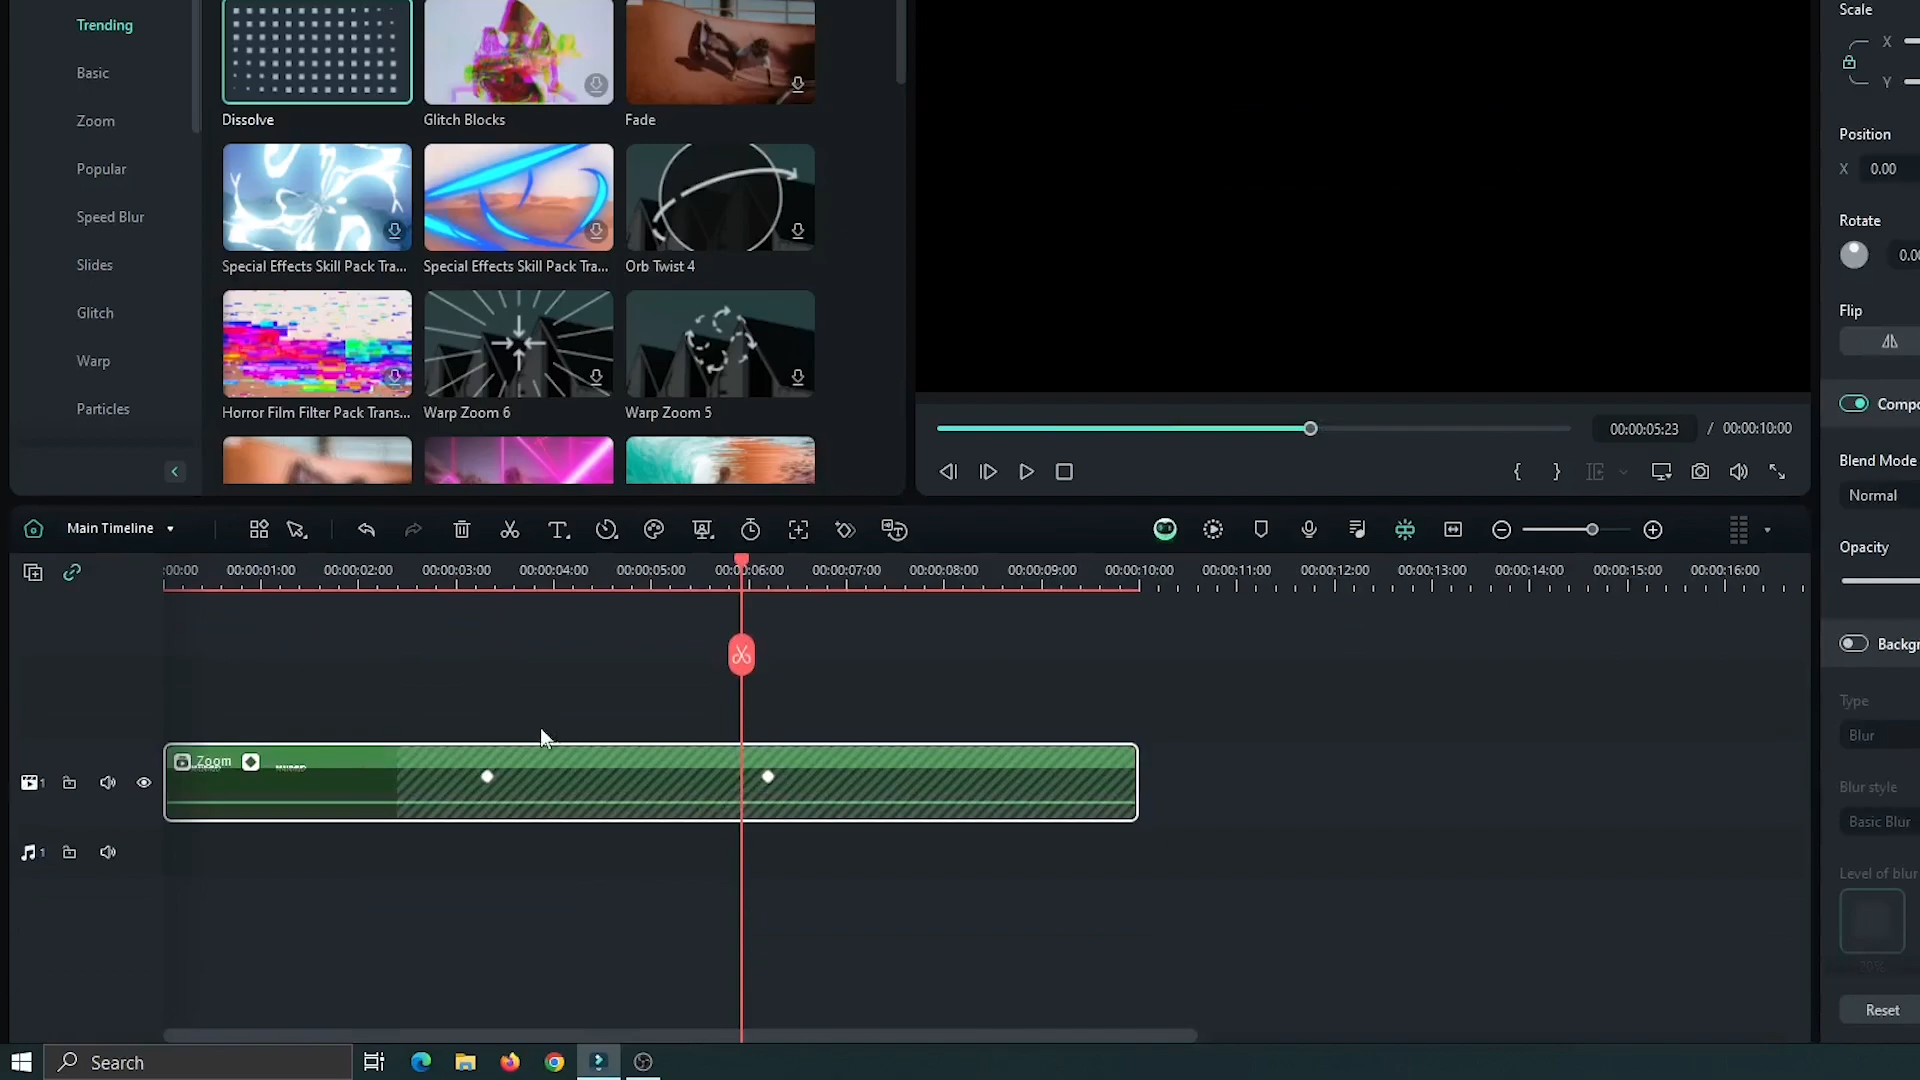 Trending
Basic
Zoom
Popular
Speed Blur
Slides
Glitch
Warp
Particles
Dissolve
Glitch Blocks
Fade
Special Effects Skill Pack Tra...
Special Effects Skill Pack Tra...
Orb Twist 4
Horror Film Filter Pack Trans...
Warp Zoom 6
Warp Zoom 5
00:00:05:23 / 00:00:10:00
Scale
X
Y
Position
X 0.00
Rotate
0.00
Flip
Compo
Blend Mode
Normal
Opacity
Backgr
Type
Blur
Blur style
Basic Blur
Level of blur
20%
Reset
Main Timeline
:00:00 00:00:01:00 00:00:02:00 00:00:03:00 00:00:04:00 00:00:05:00 00:00:06:00 00:00:07:00 00:00:08:00 00:00:09:00 00:00:10:00 00:00:11:00 00:00:12:00 00:00:13:00 00:00:14:00 00:00:15:00 00:00:16:00
Zoom
1
1
Search